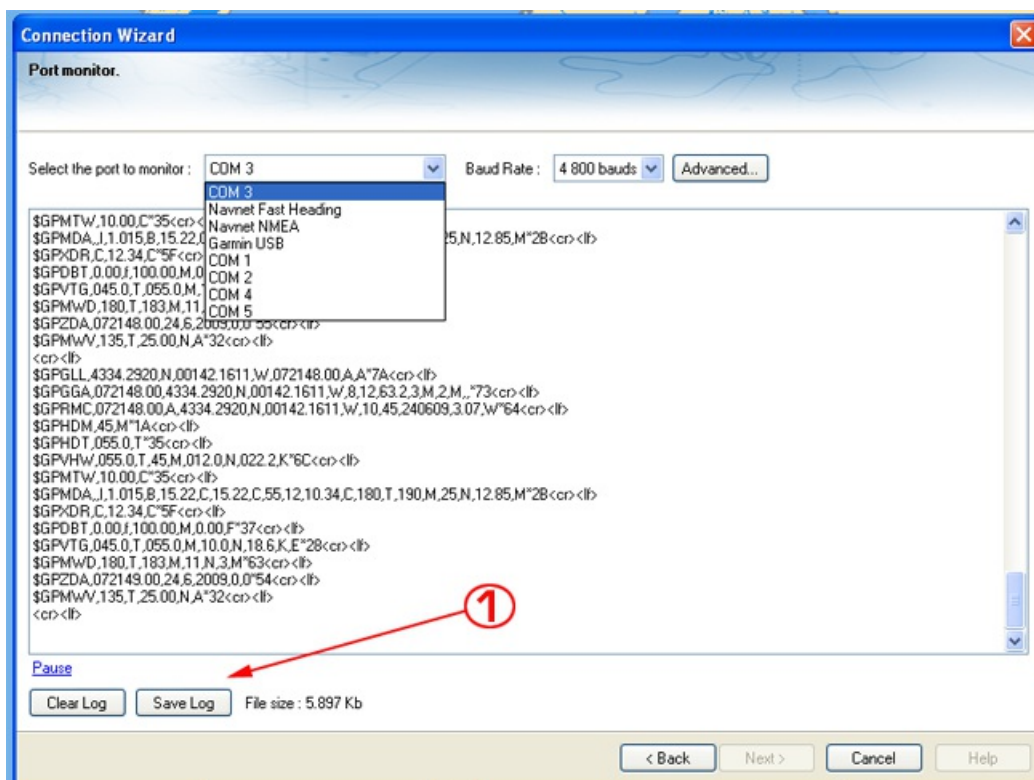 Connection Wizard
Port monitor.
Select the port to monitor : COM 3 Baud Rate : 4 800 bauds Advanced...
COM 3
Navnet Fast Heading
Navnet NMEA
Garmin USB
COM 1
COM 2
COM 4
COM 5
$GPMTW,10.00,C*35<cr><
$GPMDA,,I,1.015,B,15.22, 25,N,12.85,M*2B<cr><lf>
$GPXDR,C,12.34,C*5F<cr>
$GPDBT,0.00,f,100.00,M,0
$GPVTG,045.0,T,055.0,M,
$GPMWD,180,T,183,M,11,
$GPZDA,072148.00,24,6,2009,0,0*55<cr><lf>
$GPMWV,135,T,25.00,N,A*32<cr><lf>
<cr><lf>
$GPGLL,4334.2920,N,00142.1611,W,072148.00,A,A*7A<cr><lf>
$GPGGA,072148.00,4334.2920,N,00142.1611,W,8,12,63.2,3,M,2,M,,*73<cr><lf>
$GPRMC,072148.00,A,4334.2920,N,00142.1611,W,10,45,240609,3.07,W*64<cr><lf>
$GPHDM,45,M*1A<cr><lf>
$GPHDT,055.0,T*35<cr><lf>
$GPVHW,055.0,T,45,M,012.0,N,022.2,K*6C<cr><lf>
$GPMTW,10.00,C*35<cr><lf>
$GPMDA,,I,1.015,B,15.22,C,15.22,C,55,12,10.34,C,180,T,190,M,25,N,12.85,M*2B<cr><lf>
$GPXDR,C,12.34,C*5F<cr><lf>
$GPDBT,0.00,f,100.00,M,0.00,F*37<cr><lf>
$GPVTG,045.0,T,055.0,M,10.0,N,18.6,K,E*28<cr><lf>
$GPMWD,180,T,183,M,11,N,3,M*63<cr><lf>
$GPZDA,072149.00,24,6,2009,0,0*54<cr><lf>
$GPMWV,135,T,25.00,N,A*32<cr><lf>
<cr><lf>
1
Pause
Clear Log Save Log File size : 5.897 Kb
< Back Next > Cancel Help